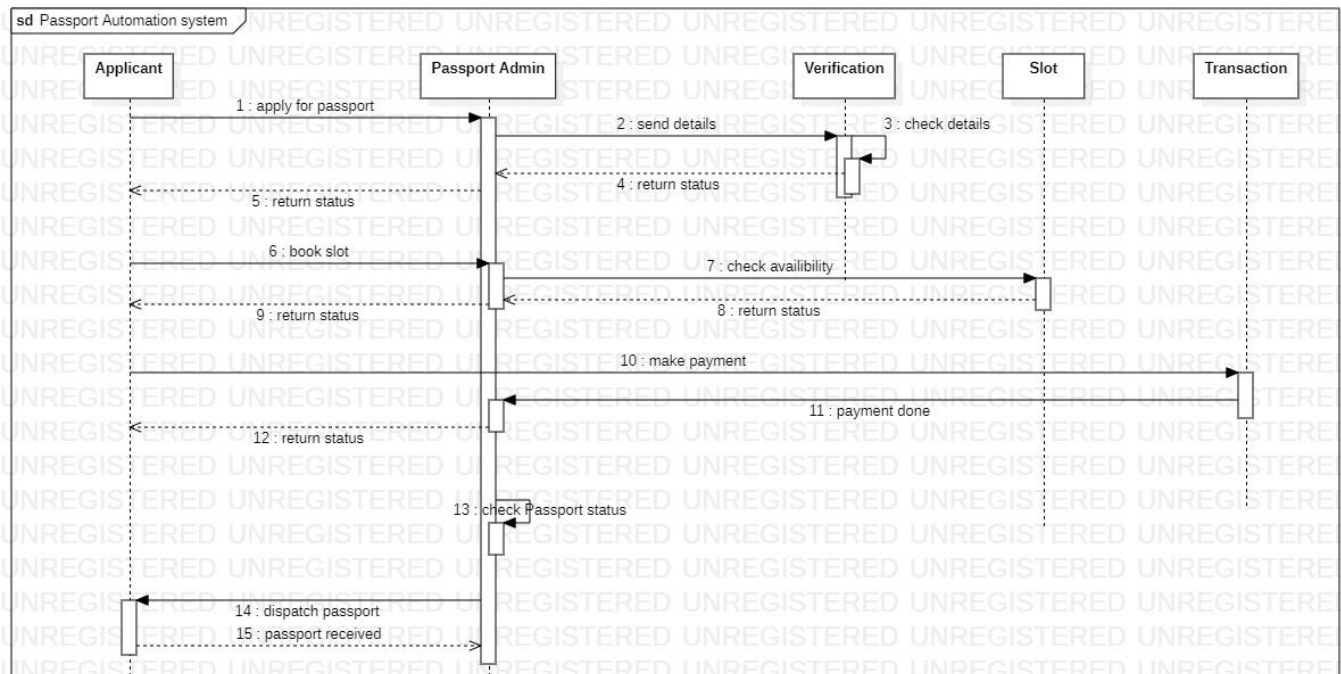 sd Passport Automation system
Applicant
Passport Admin
Verification
Slot
Transaction
1 : apply for passport
2 : send details
3 : check details
4 : return status
5 : return status
6 : book slot
7 : check availibility
8 : return status
9 : return status
10 : make payment
11 : payment done
12 : return status
13 : check Passport status
14 : dispatch passport
15 : passport received
UNREGISTERED